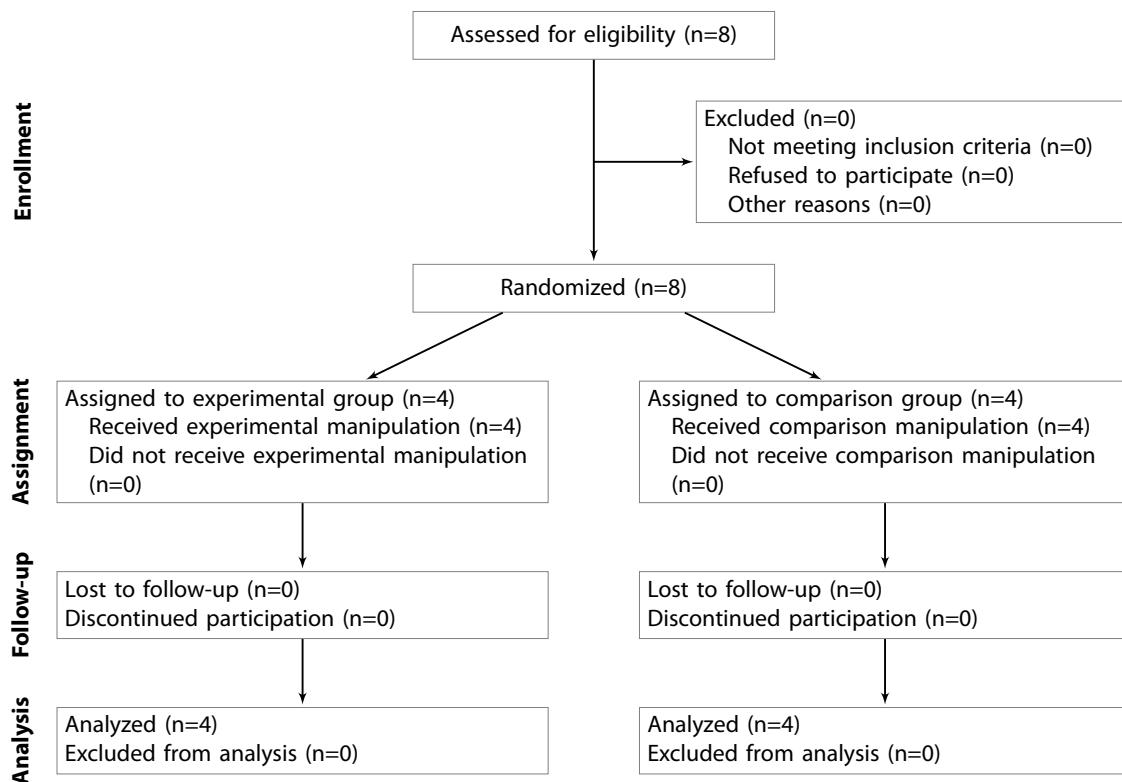 Assessed for eligibility (n=8)
Enrollment
Excluded (n=0)
Not meeting inclusion criteria (n=0)
Refused to participate (n=0)
Other reasons (n=0)
Randomized (n=8)
Assignment
Assigned to experimental group (n=4)
Received experimental manipulation (n=4)
Did not receive experimental manipulation
(n=0)
Assigned to comparison group (n=4)
Received comparison manipulation (n=4)
Did not receive comparison manipulation
(n=0)
Follow-up
Lost to follow-up (n=0)
Discontinued participation (n=0)
Lost to follow-up (n=0)
Discontinued participation (n=0)
Analysis
Analyzed (n=4)
Excluded from analysis (n=0)
Analyzed (n=4)
Excluded from analysis (n=0)